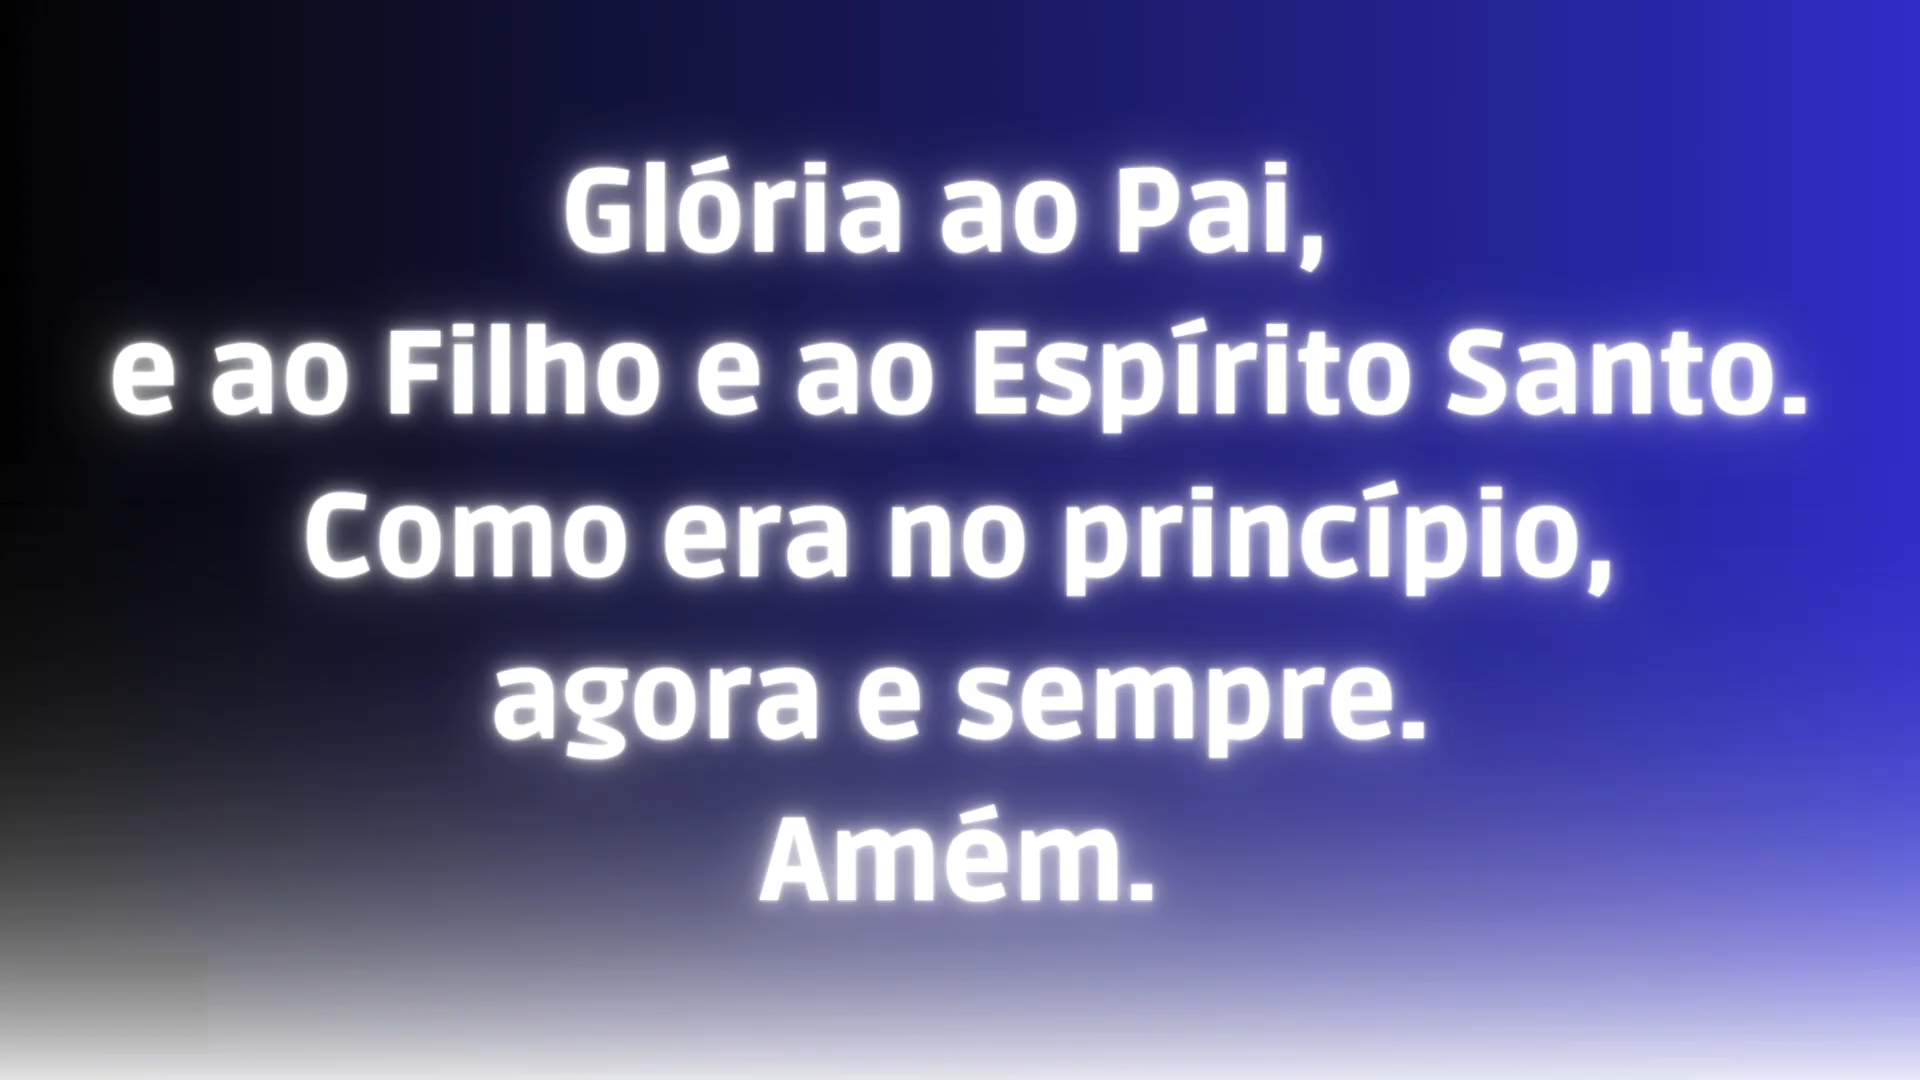 Glória ao Pai,
e ao Filho e ao Espírito Santo.
Como era no princípio,
agora e sempre.
Amém.